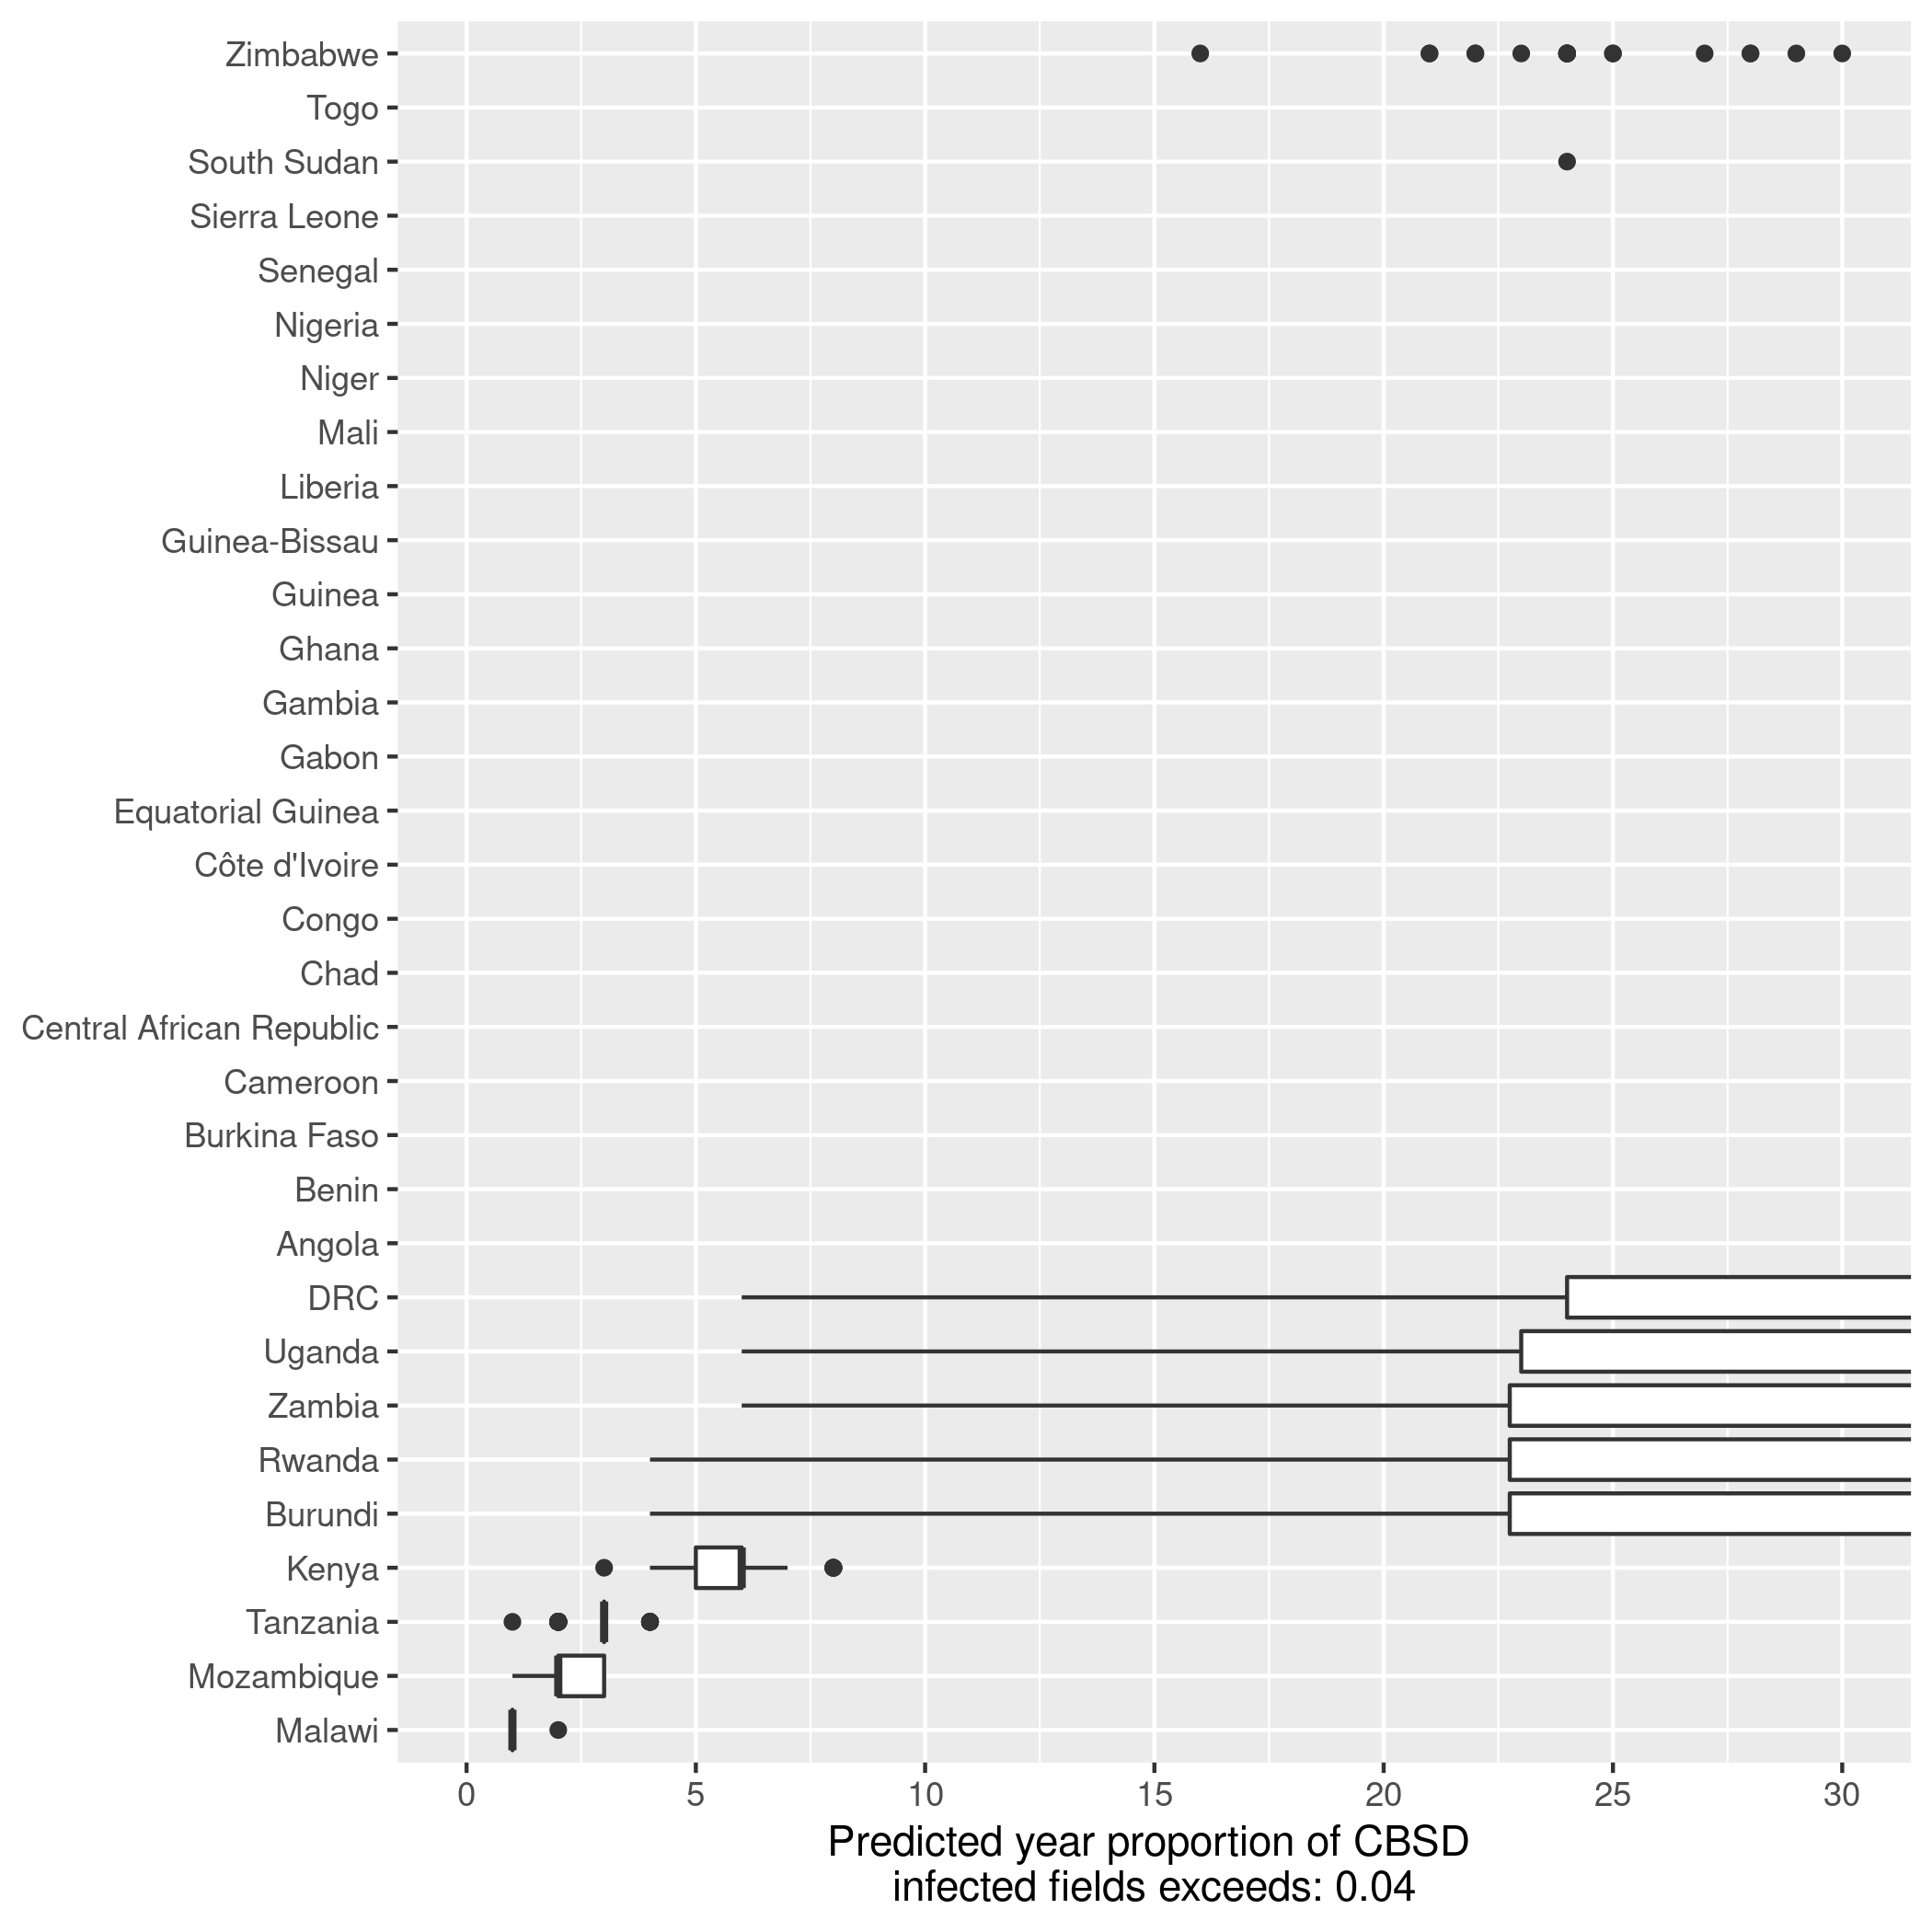 Zimbabwe
Togo
South Sudan
Sierra Leone
Senegal
Nigeria
Niger
Mali
Liberia
Guinea-Bissau
Guinea
Ghana
Gambia
Gabon
Equatorial Guinea
Côte d'Ivoire
Congo
Chad
Central African Republic
Cameroon
Burkina Faso
Benin
Angola
DRC
Uganda
Zambia
Rwanda
Burundi
Kenya
Tanzania
Mozambique
Malawi
0 5 10 15 20 25 30
Predicted year proportion of CBSD
infected fields exceeds: 0.04